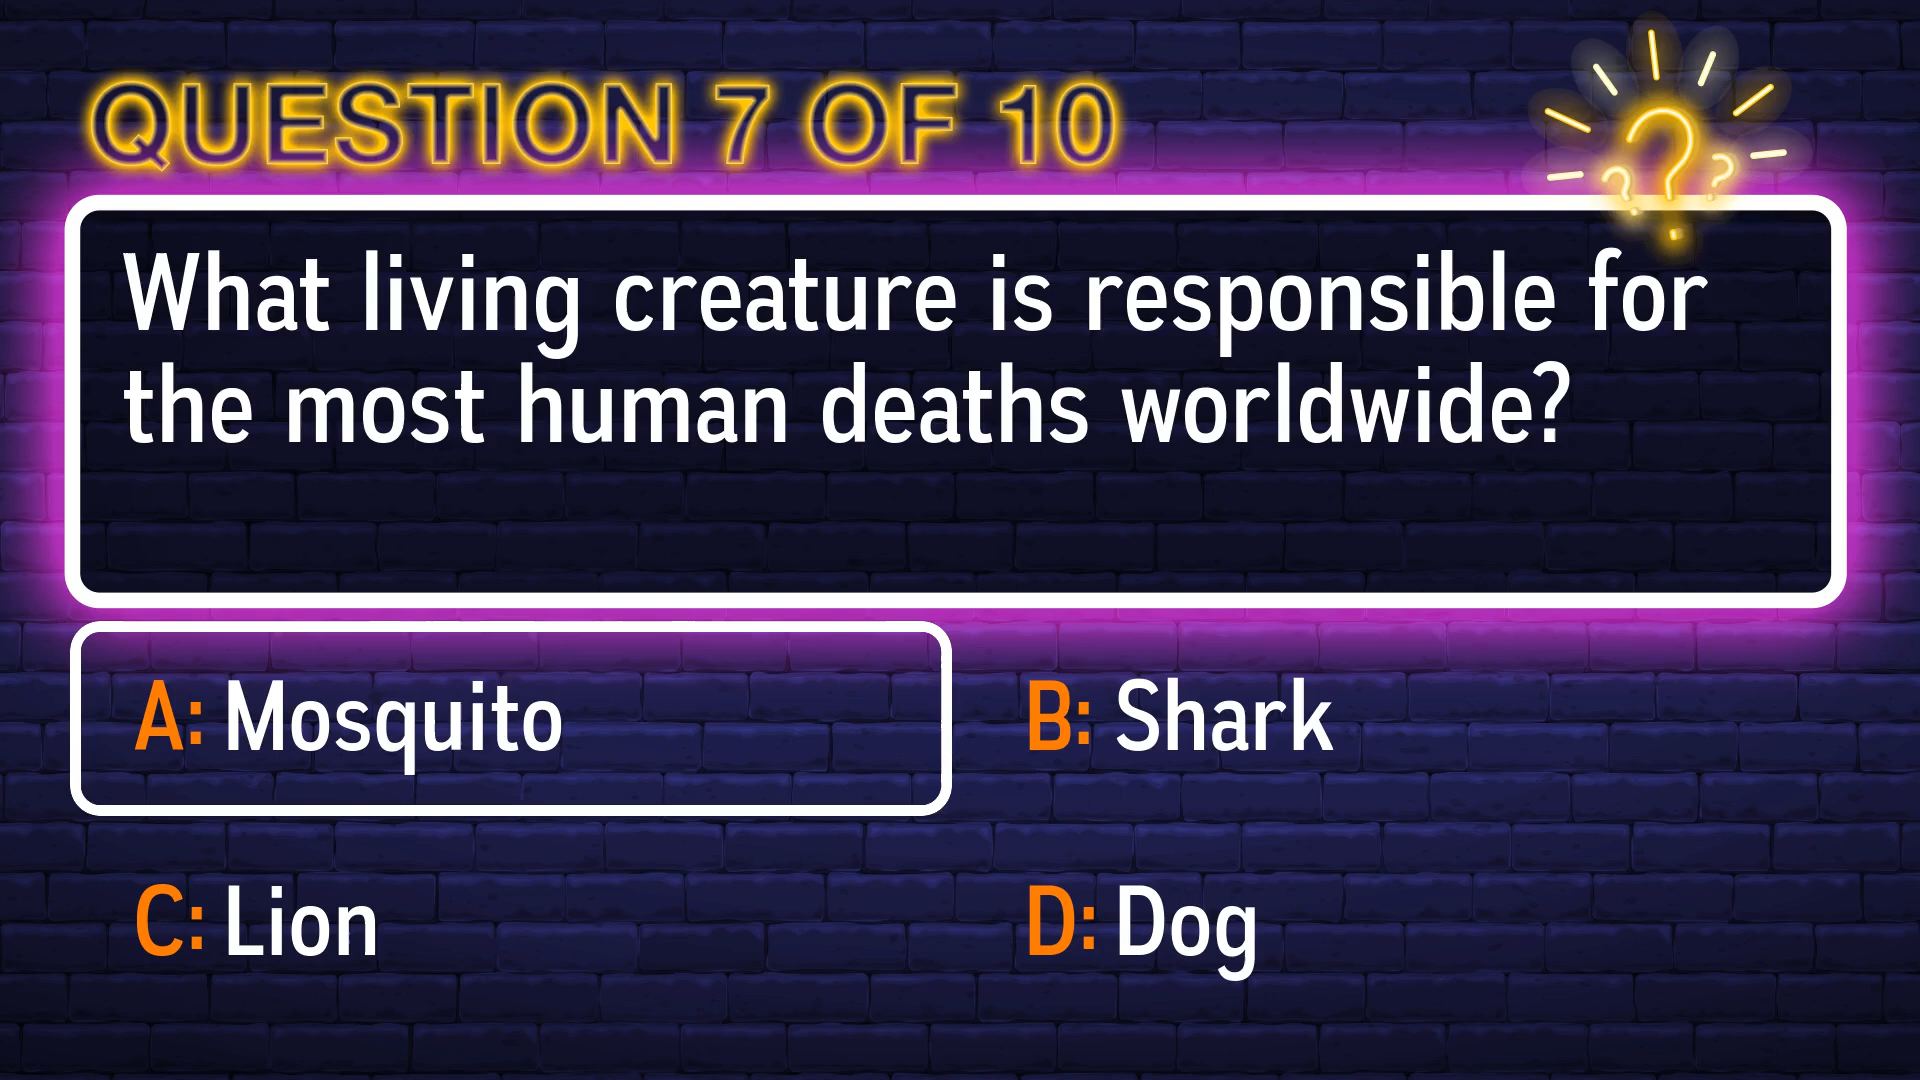 QUESTION 7 OF 10
What living creature is responsible for
the most human deaths worldwide?
A: Mosquito
B: Shark
C: Lion
D: Dog